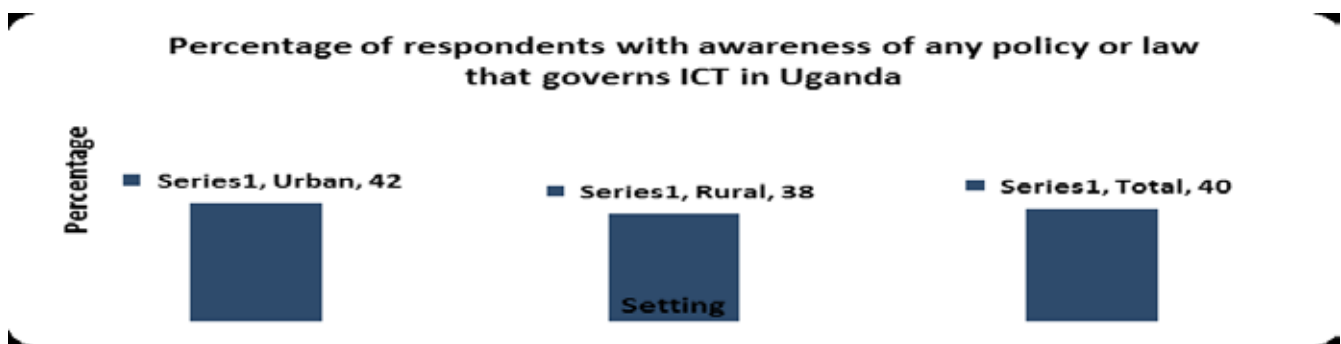 Percentage of respondents with awareness of any policy or law
that governs ICT in Uganda
Percentage
Series1, Urban, 42
Series1, Rural, 38
Series1, Total, 40
Setting